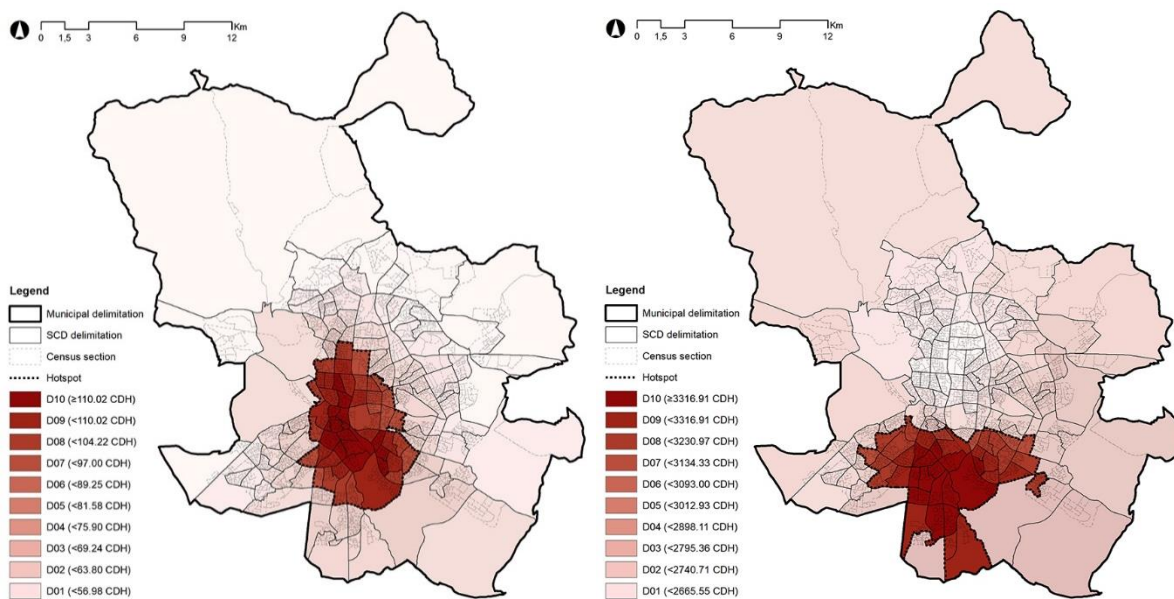 Km
0 1,5 3 6 9 12
Legend
Municipal delimitation
SCD delimitation
Census section
Hotspot
D10 (≥110.02 CDH)
D09 (<110.02 CDH)
D08 (<104.22 CDH)
D07 (<97.00 CDH)
D06 (<89.25 CDH)
D05 (<81.58 CDH)
D04 (<75.90 CDH)
D03 (<69.24 CDH)
D02 (<63.80 CDH)
D01 (<56.98 CDH)
Km
0 1,5 3 6 9 12
Legend
Municipal delimitation
SCD delimitation
Census section
Hotspot
D10 (≥3316.91 CDH)
D09 (<3316.91 CDH)
D08 (<3230.97 CDH)
D07 (<3134.33 CDH)
D06 (<3093.00 CDH)
D05 (<3012.93 CDH)
D04 (<2898.11 CDH)
D03 (<2795.36 CDH)
D02 (<2740.71 CDH)
D01 (<2665.55 CDH)